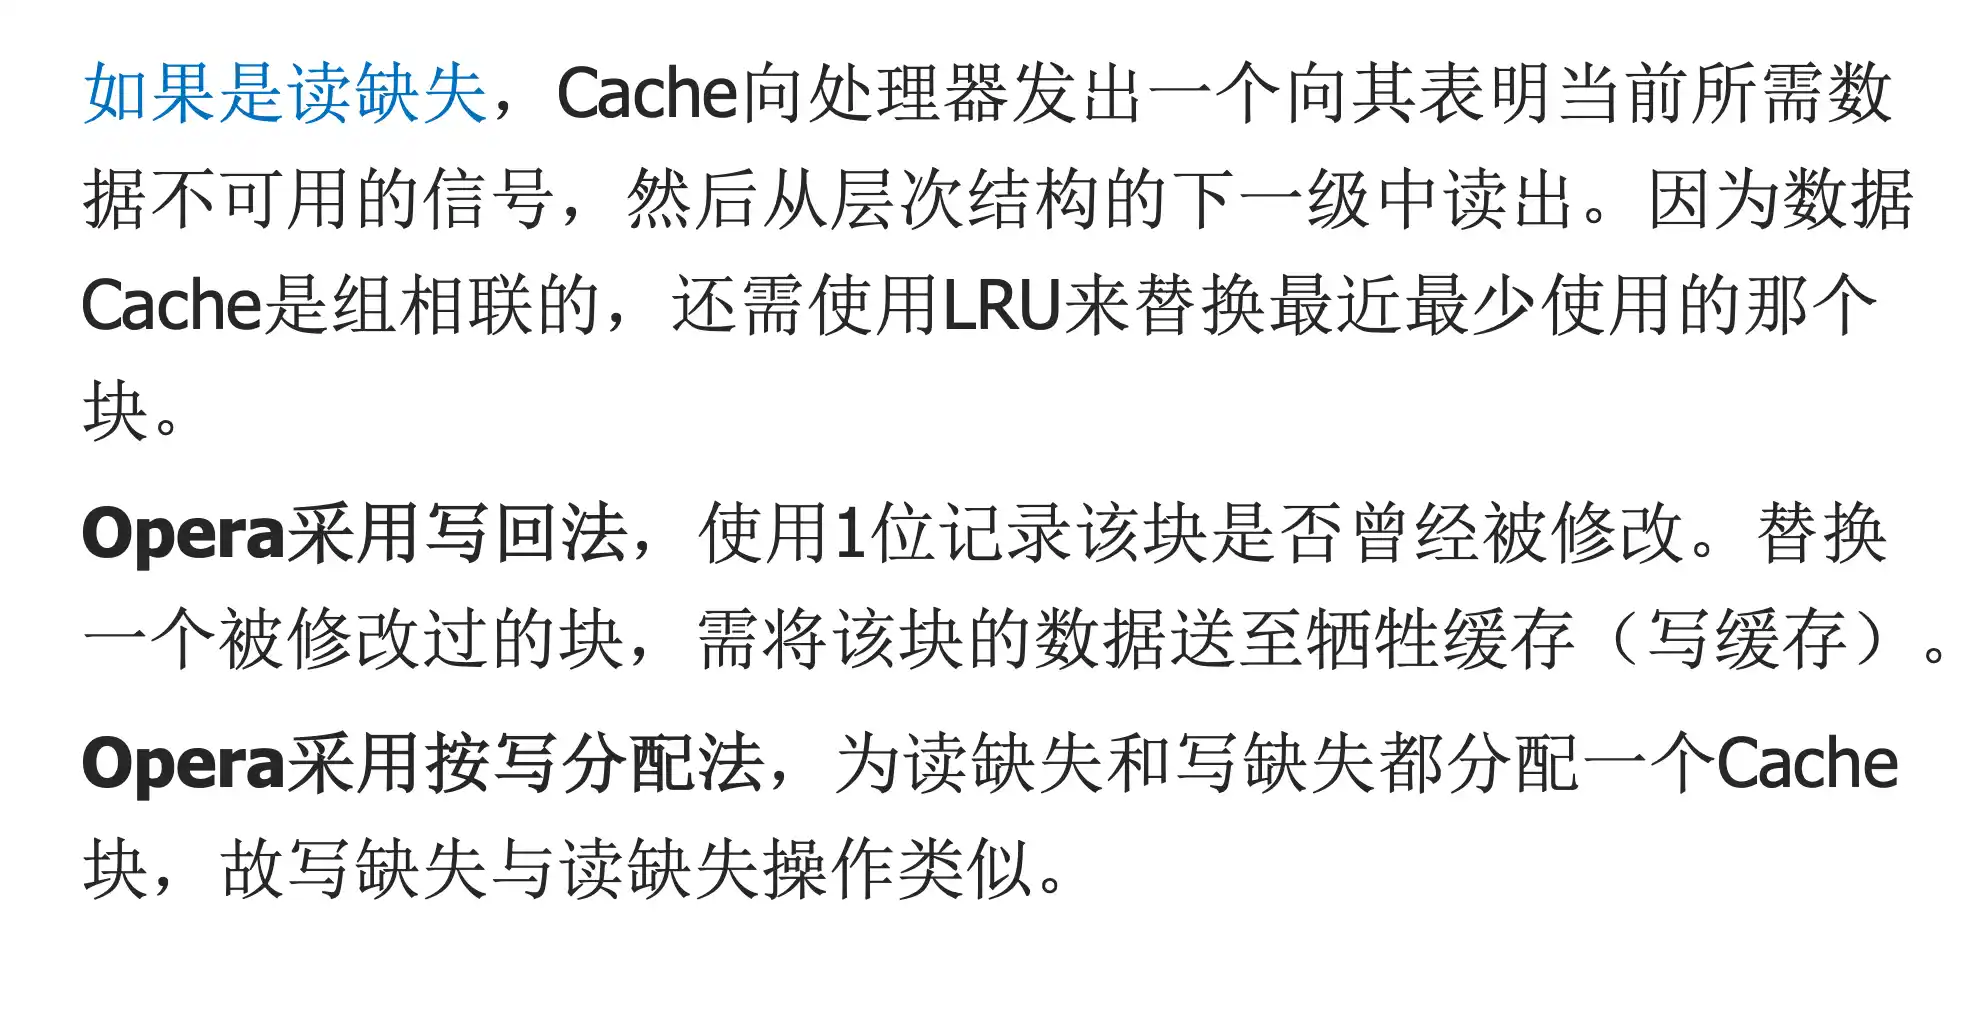 如果是读缺失，Cache向处理器发出一个向其表明当前所需数
据不可用的信号，然后从层次结构的下一级中读出。因为数据
Cache是组相联的，还需使用LRU来替换最近最少使用的那个
块。
Opera采用写回法，使用1位记录该块是否曾经被修改。替换
一个被修改过的块，需将该块的数据送至牺牲缓存（写缓存）。
Opera采用按写分配法，为读缺失和写缺失都分配一个Cache
块，故写缺失与读缺失操作类似。